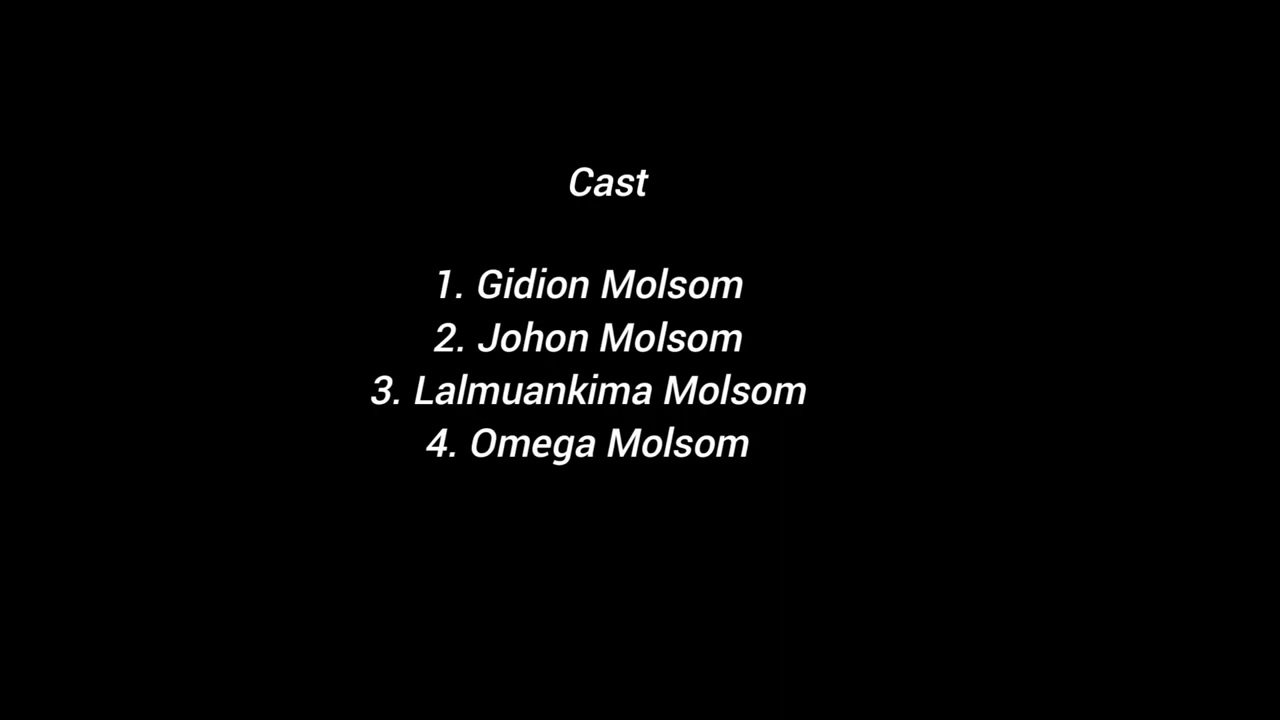 Cast
1. Gidion Molsom
2. Johon Molsom
3. Lalmuankima Molsom
4. Omega Molsom